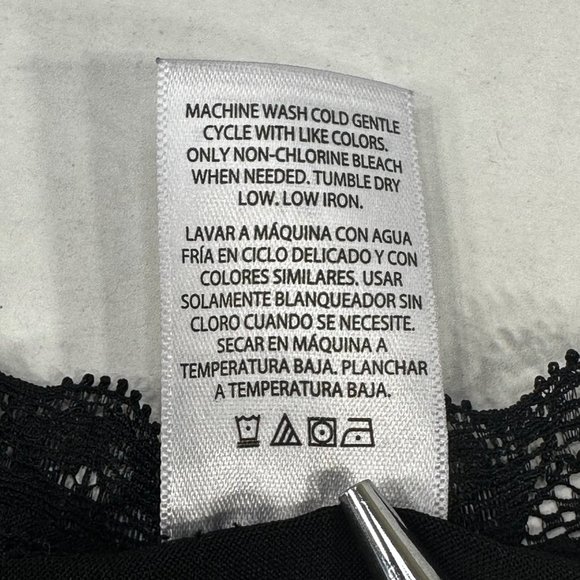 MACHINE WASH COLD GENTLE
CYCLE WITH LIKE COLORS.
ONLY NON-CHLORINE BLEACH
WHEN NEEDED. TUMBLE DRY
LOW. LOW IRON.
LAVAR A MÁQUINA CON AGUA
FRÍA EN CICLO DELICADO Y CON
COLORES SIMILARES. USAR
SOLAMENTE BLANQUEADOR SIN
CLORO CUANDO SE NECESITE.
SECAR EN MÁQUINA A
TEMPERATURA BAJA. PLANCHAR
A TEMPERATURA BAJA.